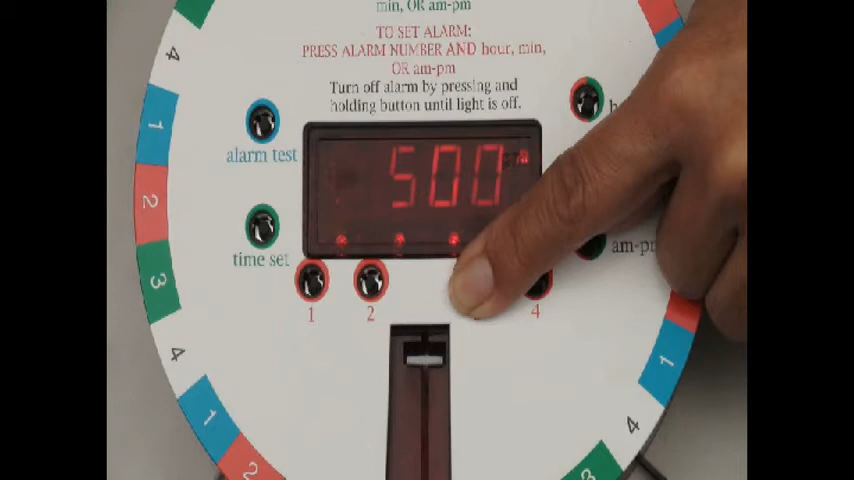 min, OR am-pm
TO SET ALARM:
PRESS ALARM NUMBER AND hour, min,
OR am-pm
Turn off alarm by pressing and
holding button until light is off.
alarm test
500
time set
am-pm
1
2
4
4
1
2
3
4
1
2
1
4
3